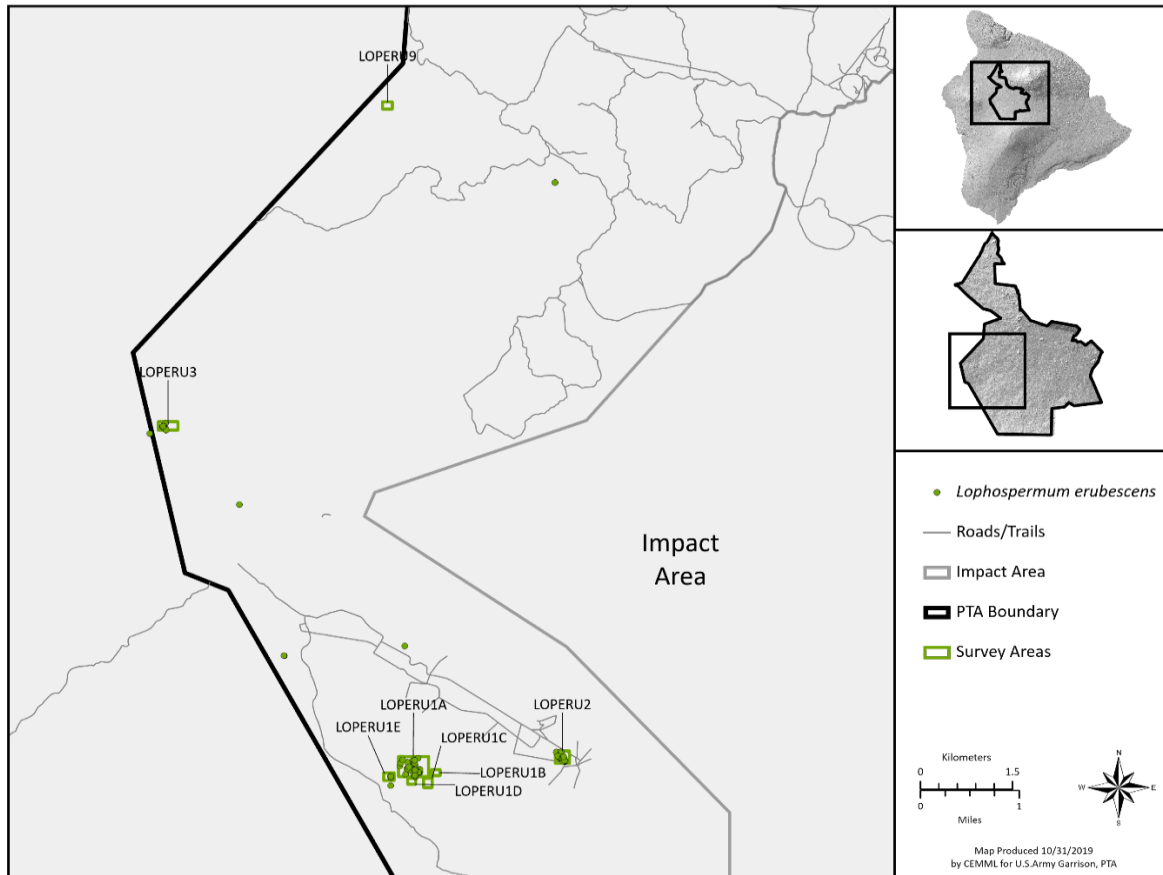 LOPERU9
LOPERU3
Impact
Area
LOPERU1A
LOPERU2
LOPERU1E
LOPERU1C
LOPERU1B
LOPERU1D
Lophospermum erubescens
Roads/Trails
Impact Area
PTA Boundary
Survey Areas
Kilometers
0 1.5
0 1
Miles
N
W E
S
Map Produced 10/31/2019
by CEMML for U.S.Army Garrison, PTA